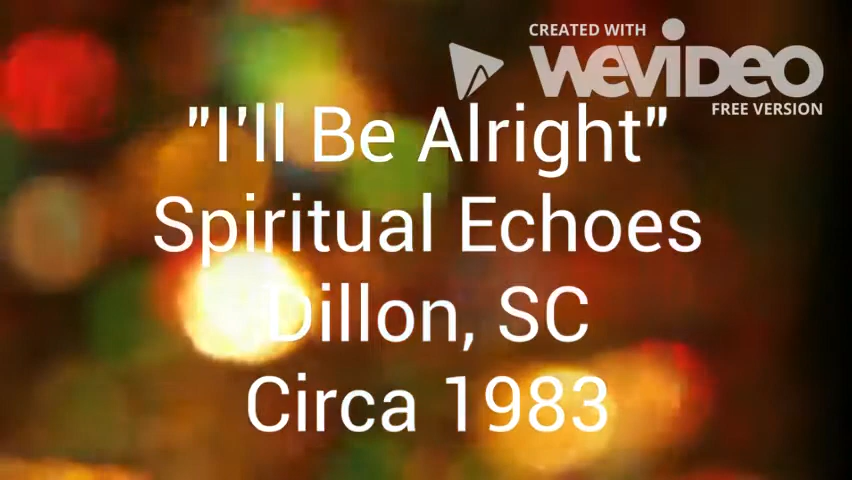 CREATED WITH
WEVIDEO
FREE VERSION
"I'll Be Alright"
Spiritual Echoes
Dillon, SC
Circa 1983